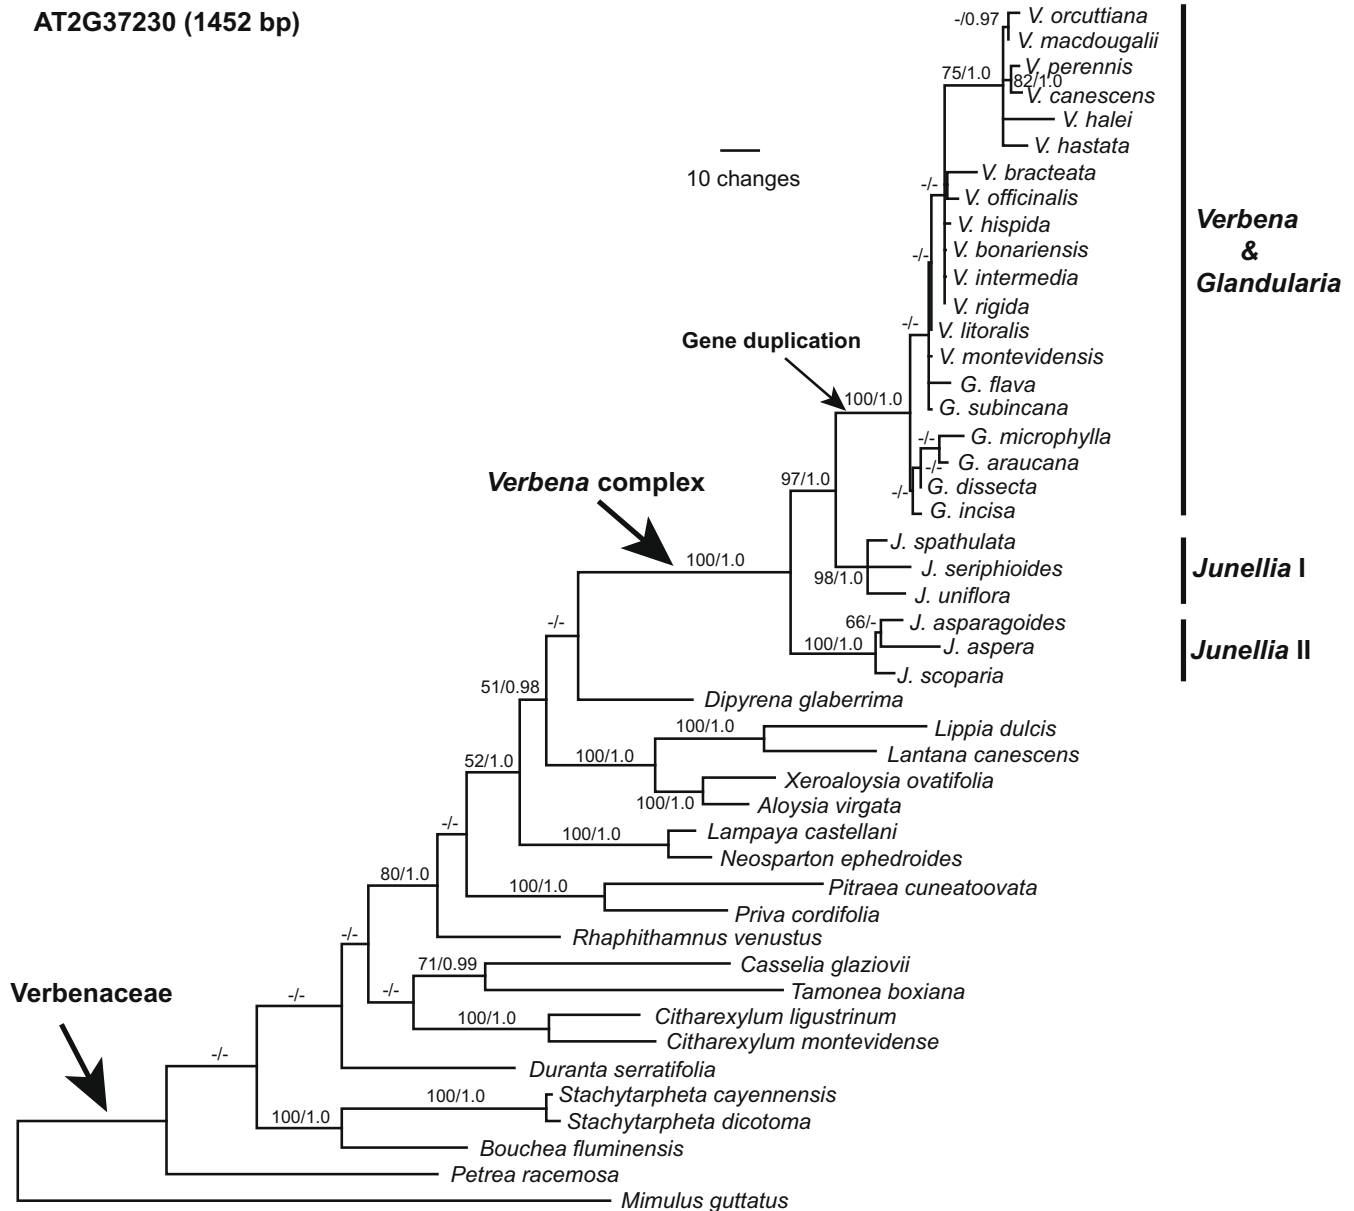 AT2G37230 (1452 bp)
-/0.97
V. orcuttiana
V. macdougalii
75/1.0
V. perennis
82/1.0
V. canescens
V. halei
V. hastata
10 changes
V. bracteata
-/-
V. officinalis
V. hispida
Verbena
&
Glandularia
V. bonariensis
-/-
V. intermedia
V. rigida
-/-
V. litoralis
Gene duplication
V. montevidensis
G. flava
100/1.0
G. subincana
-/-
G. microphylla
-/-
G. araucana
97/1.0
Verbena complex
-/-
G. dissecta
G. incisa
J. spathulata
100/1.0
J. seriphioides
Junellia I
98/1.0
J. uniflora
-/-
66/-
J. asparagoides
100/1.0
J. aspera
Junellia II
J. scoparia
51/0.98
Dipyrena glaberrima
100/1.0
Lippia dulcis
100/1.0
Lantana canescens
52/1.0
Xeroaloysia ovatifolia
100/1.0
Aloysia virgata
-/-
100/1.0
Lampaya castellani
Neosparton ephedroides
80/1.0
100/1.0
Pitraea cuneatoovata
Priva cordifolia
-/-
Rhaphithamnus venustus
71/0.99
Casselia glaziovii
-/-
Tamonea boxiana
Verbenaceae
-/-
100/1.0
Citharexylum ligustrinum
Citharexylum montevidense
-/-
Duranta serratifolia
100/1.0
Stachytarpheta cayennensis
100/1.0
Stachytarpheta dicotoma
Bouchea fluminensis
Petrea racemosa
Mimulus guttatus